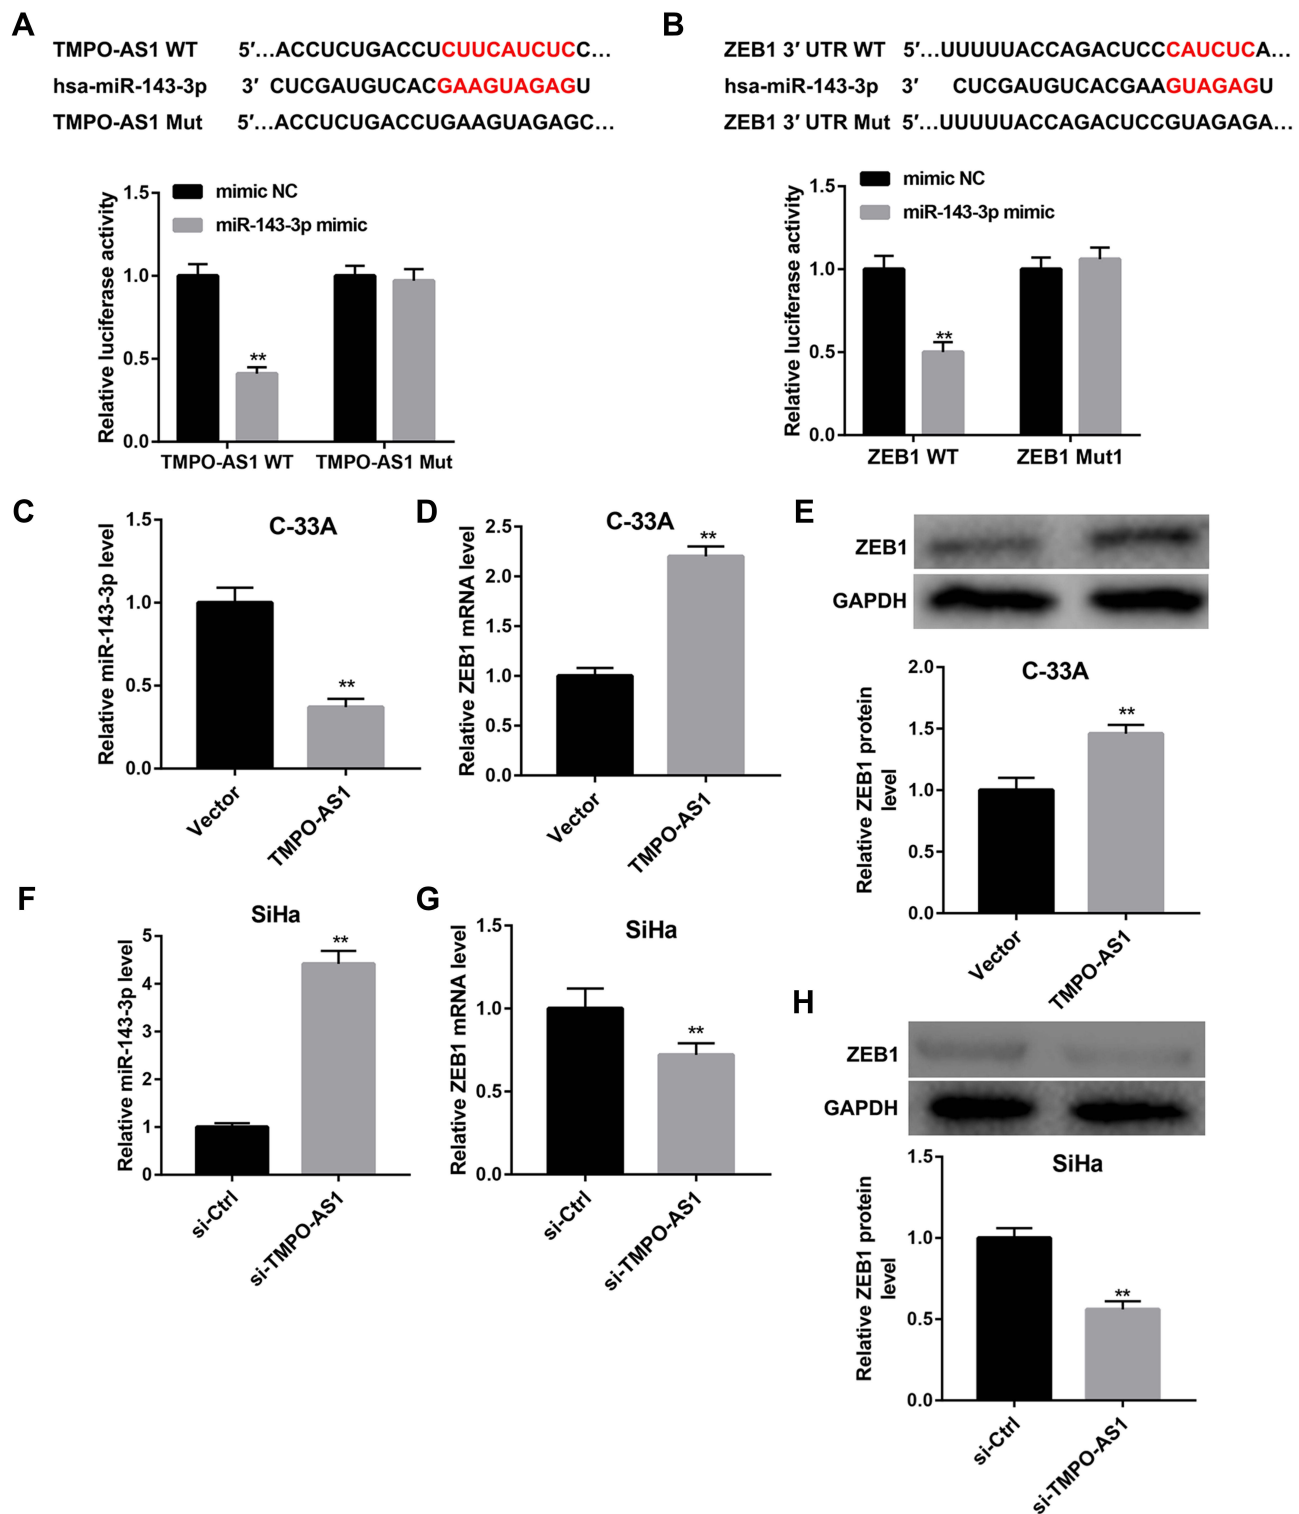 A
TMPO-AS1 WT 5′...ACCUCUGACCUCUUCAUCUCC...
hsa-miR-143-3p 3′ CUCGAUGUCACGAAGUAGAGU
TMPO-AS1 Mut 5′...ACCUCUGACCUGAAGUAGAGC...
Relative luciferase activity
1.5
1.0
0.5
0.0
mimic NC
miR-143-3p mimic
**
TMPO-AS1 WT TMPO-AS1 Mut
B
ZEB1 3′ UTR WT 5′...UUUUUACCAGACUCCCAUCUCA...
hsa-miR-143-3p 3′ CUCGAUGUCACGAAGUAGAGU
ZEB1 3′ UTR Mut 5′...UUUUUACCAGACUCCGUAGAGA...
Relative luciferase activity
1.5
1.0
0.5
0.0
mimic NC
miR-143-3p mimic
**
ZEB1 WT ZEB1 Mut1
C
C-33A
Relative miR-143-3p level
1.5
1.0
0.5
0.0
**
Vector
TMPO-AS1
D
C-33A
Relative ZEB1 mRNA level
2.5
2.0
1.5
1.0
0.5
0.0
**
Vector
TMPO-AS1
E
ZEB1
GAPDH
C-33A
Relative ZEB1 protein
level
2.0
1.5
1.0
0.5
0.0
**
Vector
TMPO-AS1
F
SiHa
Relative miR-143-3p level
5
4
3
2
1
0
**
si-Ctrl
si-TMPO-AS1
G
SiHa
Relative ZEB1 mRNA level
1.5
1.0
0.5
0.0
**
si-Ctrl
si-TMPO-AS1
H
ZEB1
GAPDH
SiHa
Relative ZEB1 protein
level
1.5
1.0
0.5
0.0
**
si-Ctrl
si-TMPO-AS1